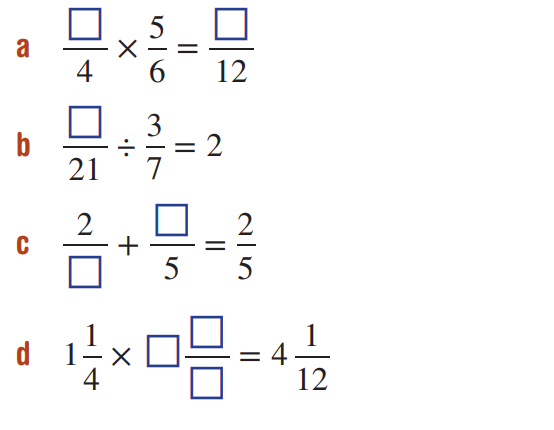 a □/4 × 5/6 = □/12
b □/21 ÷ 3/7 = 2
c 2/□ + □/5 = 2/5
d 1 1/4 × □ □/□ = 4 1/12